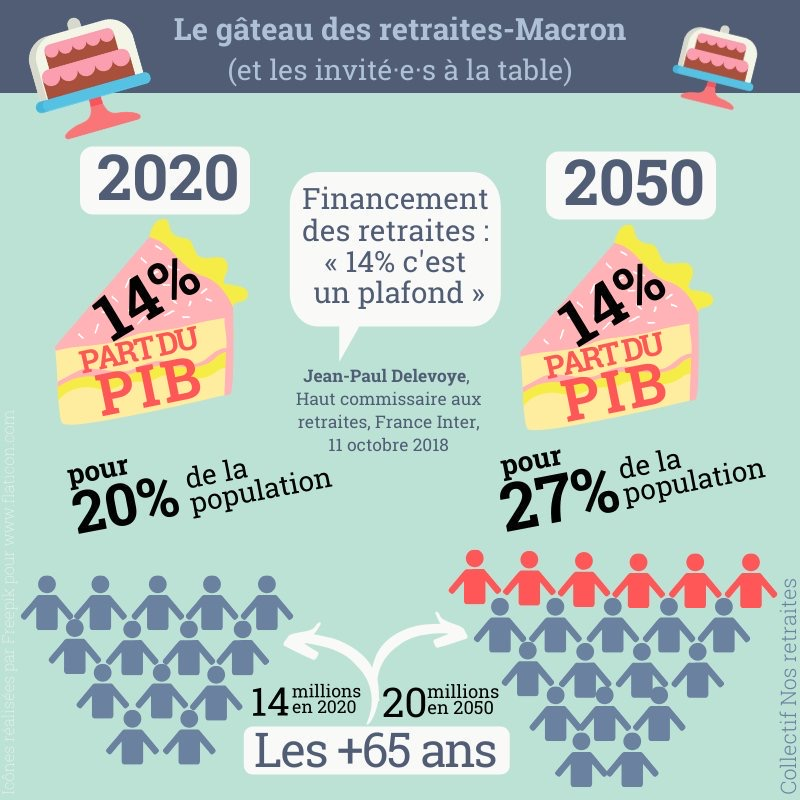 Le gâteau des retraites-Macron
(et les invité·e·s à la table)
2020
14%
PART DU
PIB
pour
20% de la
population
Financement
des retraites :
« 14% c'est
un plafond »
Jean-Paul Delevoye,
Haut commissaire aux
retraites, France Inter,
11 octobre 2018
2050
14%
PART DU
PIB
pour
27% de la
population
14 millions
en 2020
20 millions
en 2050
Les +65 ans
Icônes réalisées par Freepik pour www.flaticon.com
Collectif Nos retraites